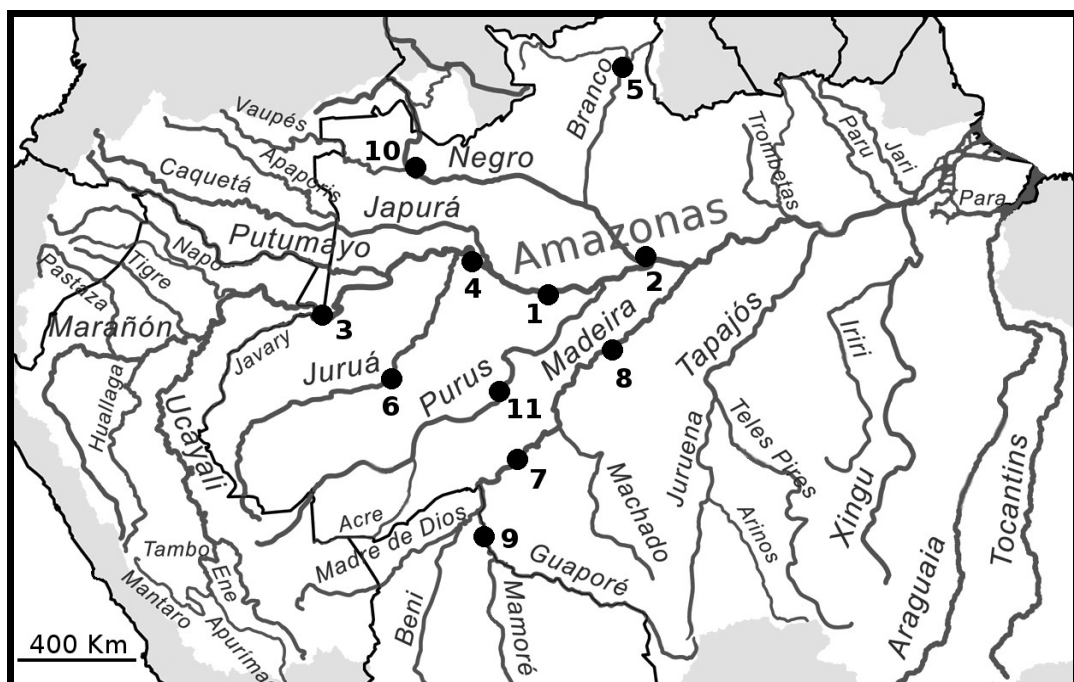 Vaupés
Branco
5
Trombetas
Paru
Jari
10
Negro
Apaporis
Caquetá
Para
Japurá
Amazonas
Putumayo
Napo
Tigre
Pastaza
4
2
1
Marañón
3
Javary
Madeira
Tapajós
Iriri
Juruá
8
Purus
6
11
Huallaga
Ucayali
Teles Pires
Juruena
7
Machado
Xingu
Tocantins
Acre
Arinos
Madre de Dios
9
Guaporé
Tambo
Ene
Mantaro
Araguaia
Beni
Mamoré
Apurímac
400 Km